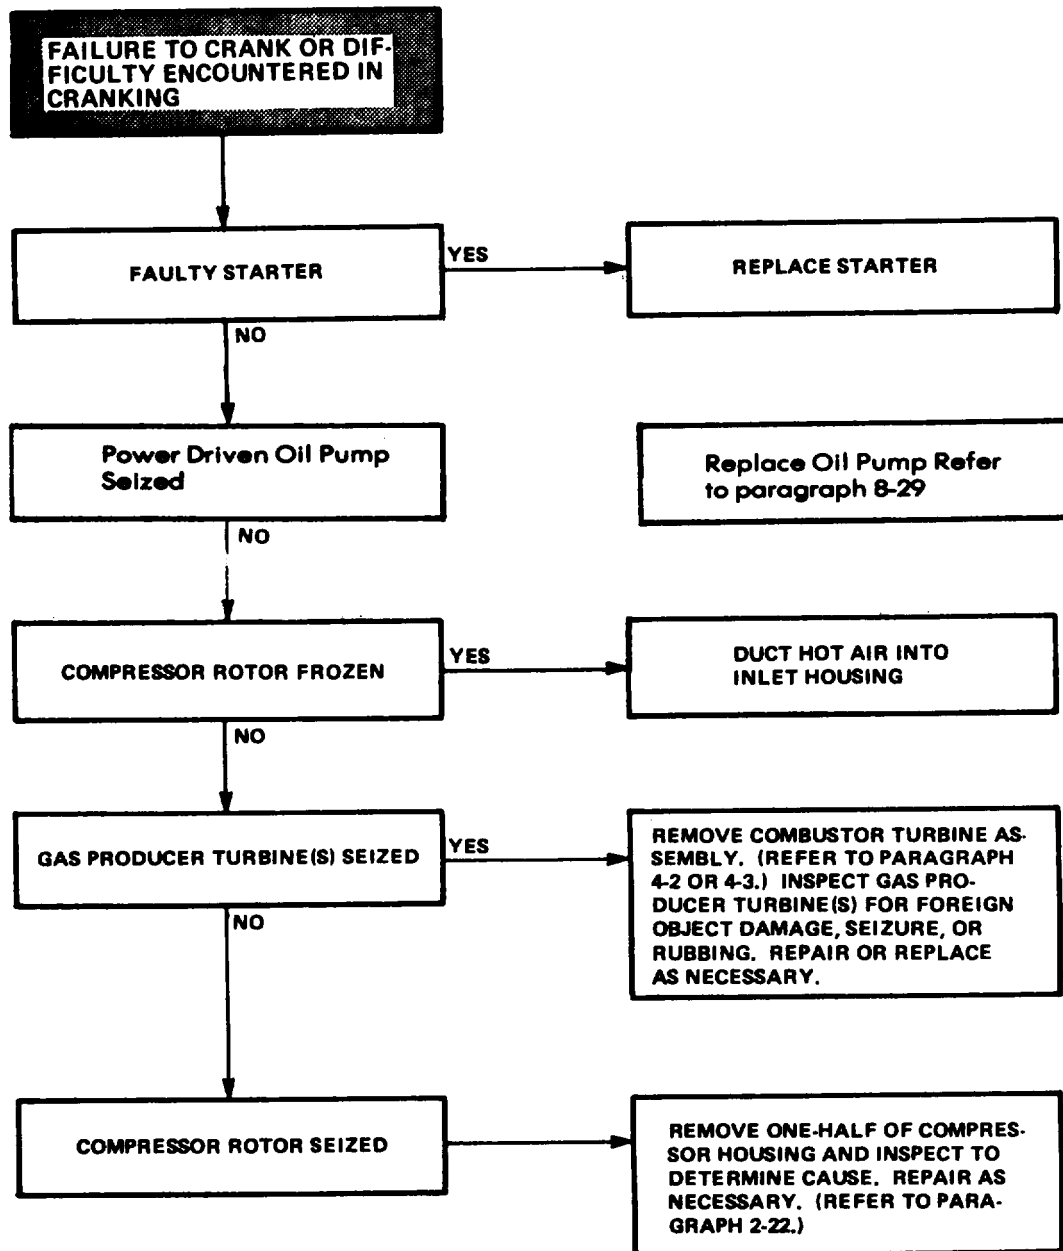 FAILURE TO CRANK OR DIF-
FICULTY ENCOUNTERED IN
CRANKING
FAULTY STARTER
YES
REPLACE STARTER
NO
Power Driven Oil Pump
Seized
Replace Oil Pump Refer
to paragraph 8-29
NO
COMPRESSOR ROTOR FROZEN
YES
DUCT HOT AIR INTO
INLET HOUSING
NO
GAS PRODUCER TURBINE(S) SEIZED
YES
REMOVE COMBUSTOR TURBINE AS-
SEMBLY. (REFER TO PARAGRAPH
4-2 OR 4-3.) INSPECT GAS PRO-
DUCER TURBINE(S) FOR FOREIGN
OBJECT DAMAGE, SEIZURE, OR
RUBBING. REPAIR OR REPLACE
AS NECESSARY.
NO
COMPRESSOR ROTOR SEIZED
REMOVE ONE-HALF OF COMPRES-
SOR HOUSING AND INSPECT TO
DETERMINE CAUSE. REPAIR AS
NECESSARY. (REFER TO PARA-
GRAPH 2-22.)